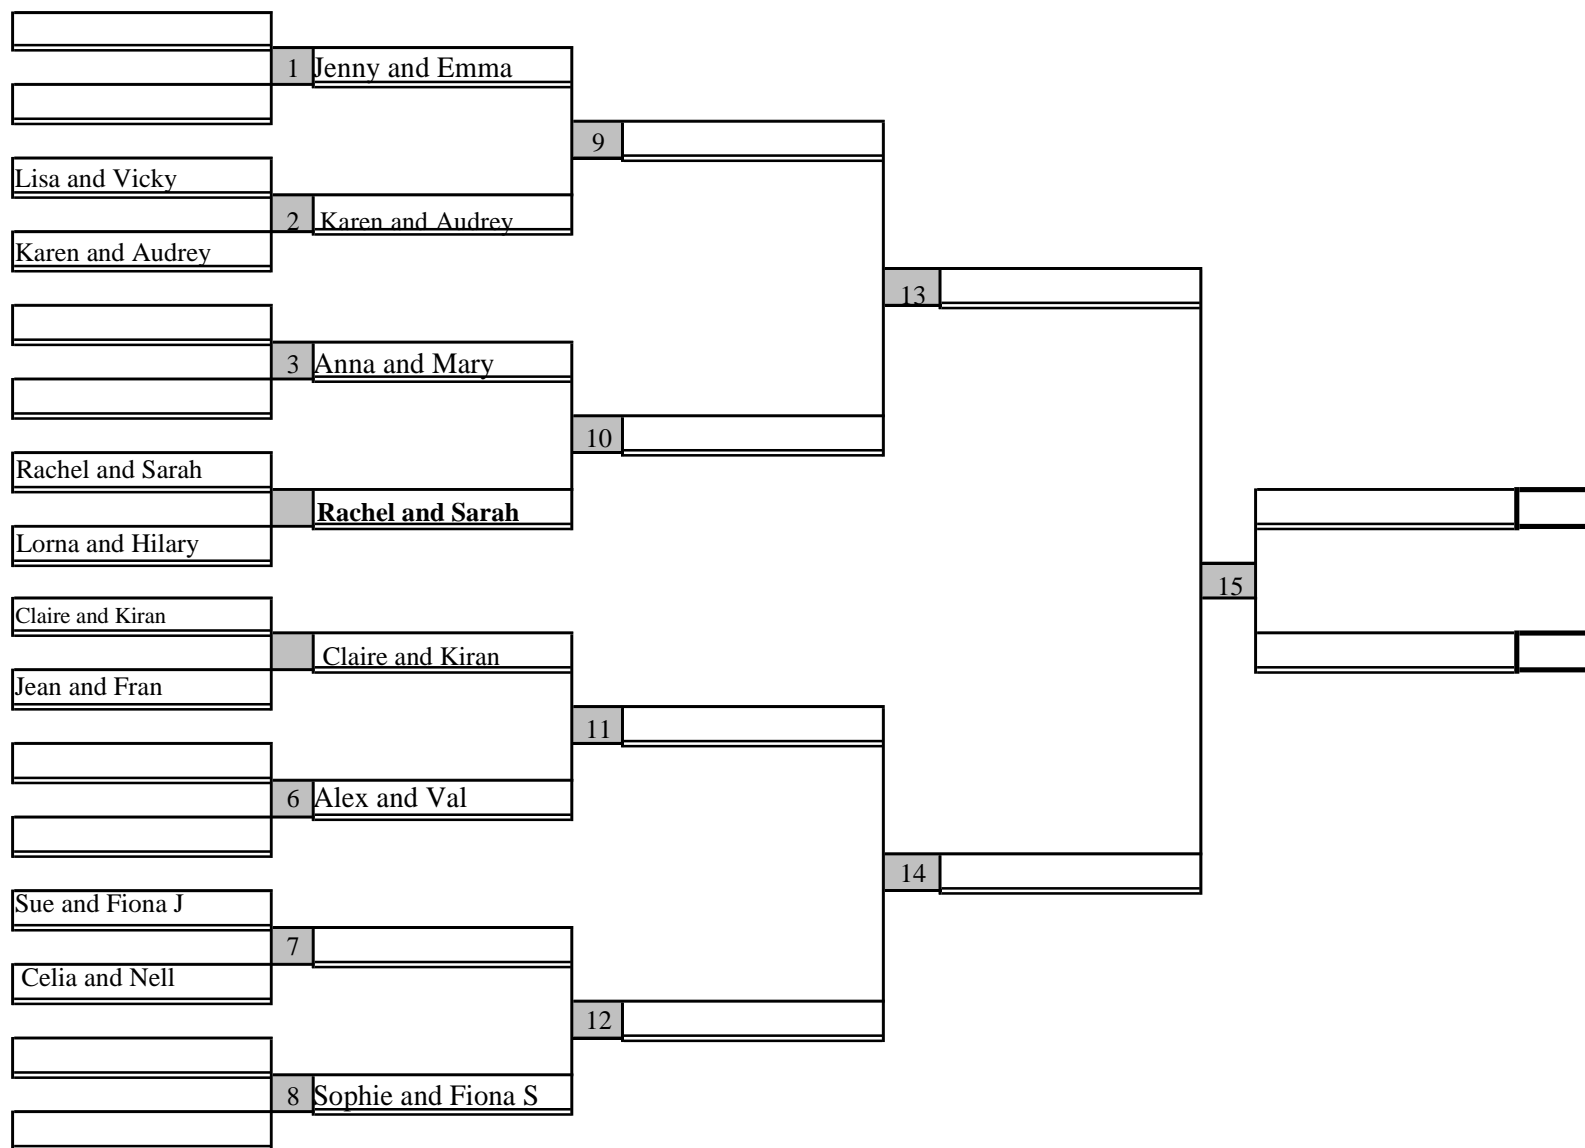 1 Jenny and Emma
9
Lisa and Vicky
2 Karen and Audrey
Karen and Audrey
13
3 Anna and Mary
10
Rachel and Sarah
Rachel and Sarah
Lorna and Hilary
15
Claire and Kiran
Claire and Kiran
Jean and Fran
11
6 Alex and Val
14
Sue and Fiona J
7
Celia and Nell
12
8 Sophie and Fiona S